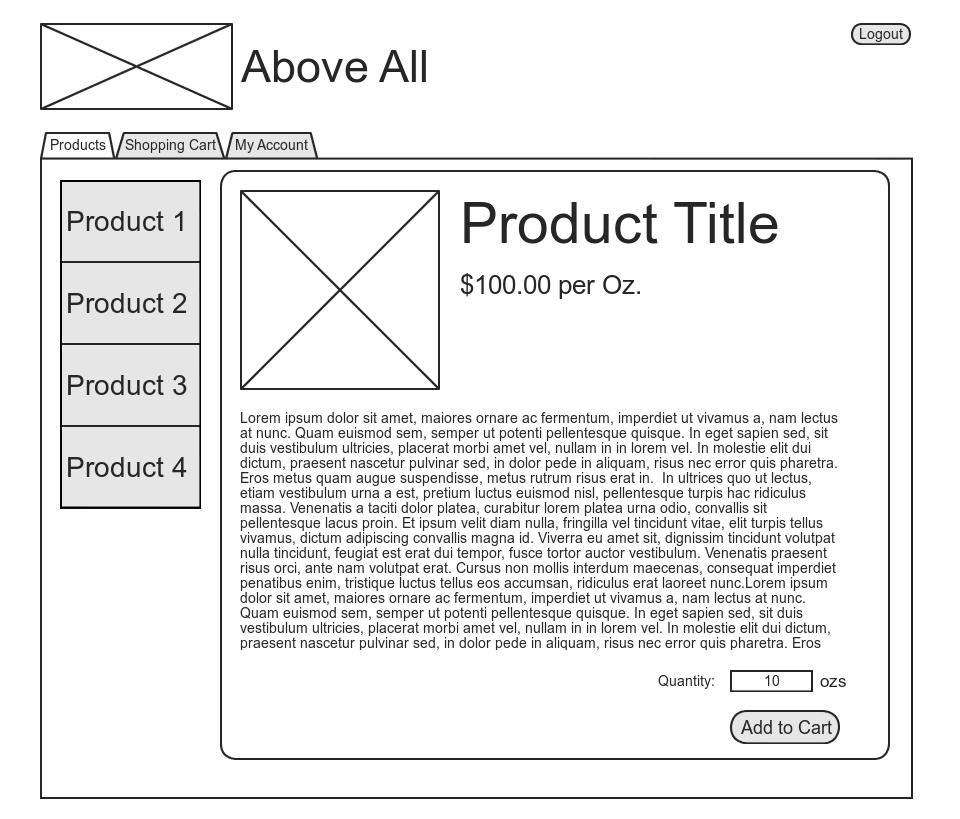 Logout
Above All
Products
Shopping Cart
My Account
Product 1
Product 2
Product 3
Product 4
Product Title
$100.00 per Oz.
Lorem ipsum dolor sit amet, maiores ornare ac fermentum, imperdiet ut vivamus a, nam lectus
at nunc. Quam euismod sem, semper ut potenti pellentesque quisque. In eget sapien sed, sit
duis vestibulum ultricies, placerat morbi amet vel, nullam in in lorem vel. In molestie elit dui
dictum, praesent nascetur pulvinar sed, in dolor pede in aliquam, risus nec error quis pharetra.
Eros metus quam augue suspendisse, metus rutrum risus erat in.  In ultrices quo ut lectus,
etiam vestibulum urna a est, pretium luctus euismod nisl, pellentesque turpis hac ridiculus
massa. Venenatis a taciti dolor platea, curabitur lorem platea urna odio, convallis sit
pellentesque lacus proin. Et ipsum velit diam nulla, fringilla vel tincidunt vitae, elit turpis tellus
vivamus, dictum adipiscing convallis magna id. Viverra eu amet sit, dignissim tincidunt volutpat
nulla tincidunt, feugiat est erat dui tempor, fusce tortor auctor vestibulum. Venenatis praesent
risus orci, ante nam volutpat erat. Cursus non mollis interdum maecenas, consequat imperdiet
penatibus enim, tristique luctus tellus eos accumsan, ridiculus erat laoreet nunc.Lorem ipsum
dolor sit amet, maiores ornare ac fermentum, imperdiet ut vivamus a, nam lectus at nunc.
Quam euismod sem, semper ut potenti pellentesque quisque. In eget sapien sed, sit duis
vestibulum ultricies, placerat morbi amet vel, nullam in in lorem vel. In molestie elit dui dictum,
praesent nascetur pulvinar sed, in dolor pede in aliquam, risus nec error quis pharetra. Eros
Quantity: 10 ozs
Add to Cart